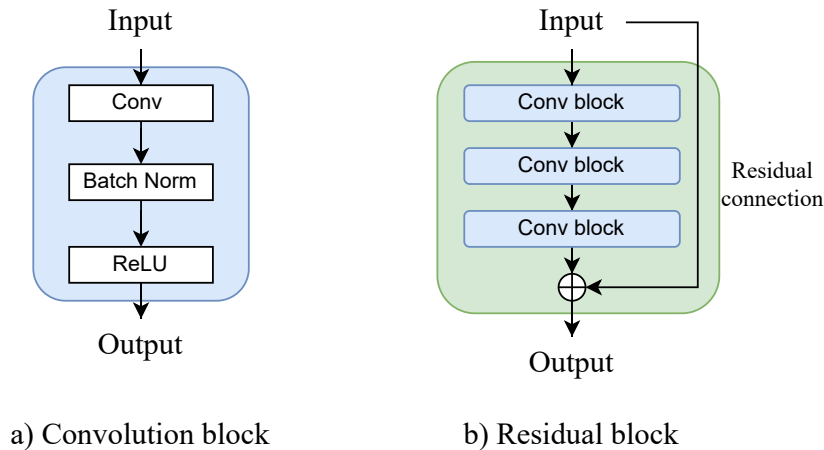 Input
Conv
Batch Norm
ReLU
Output
a) Convolution block
Input
Conv block
Conv block
Conv block
Residual
connection
Output
b) Residual block